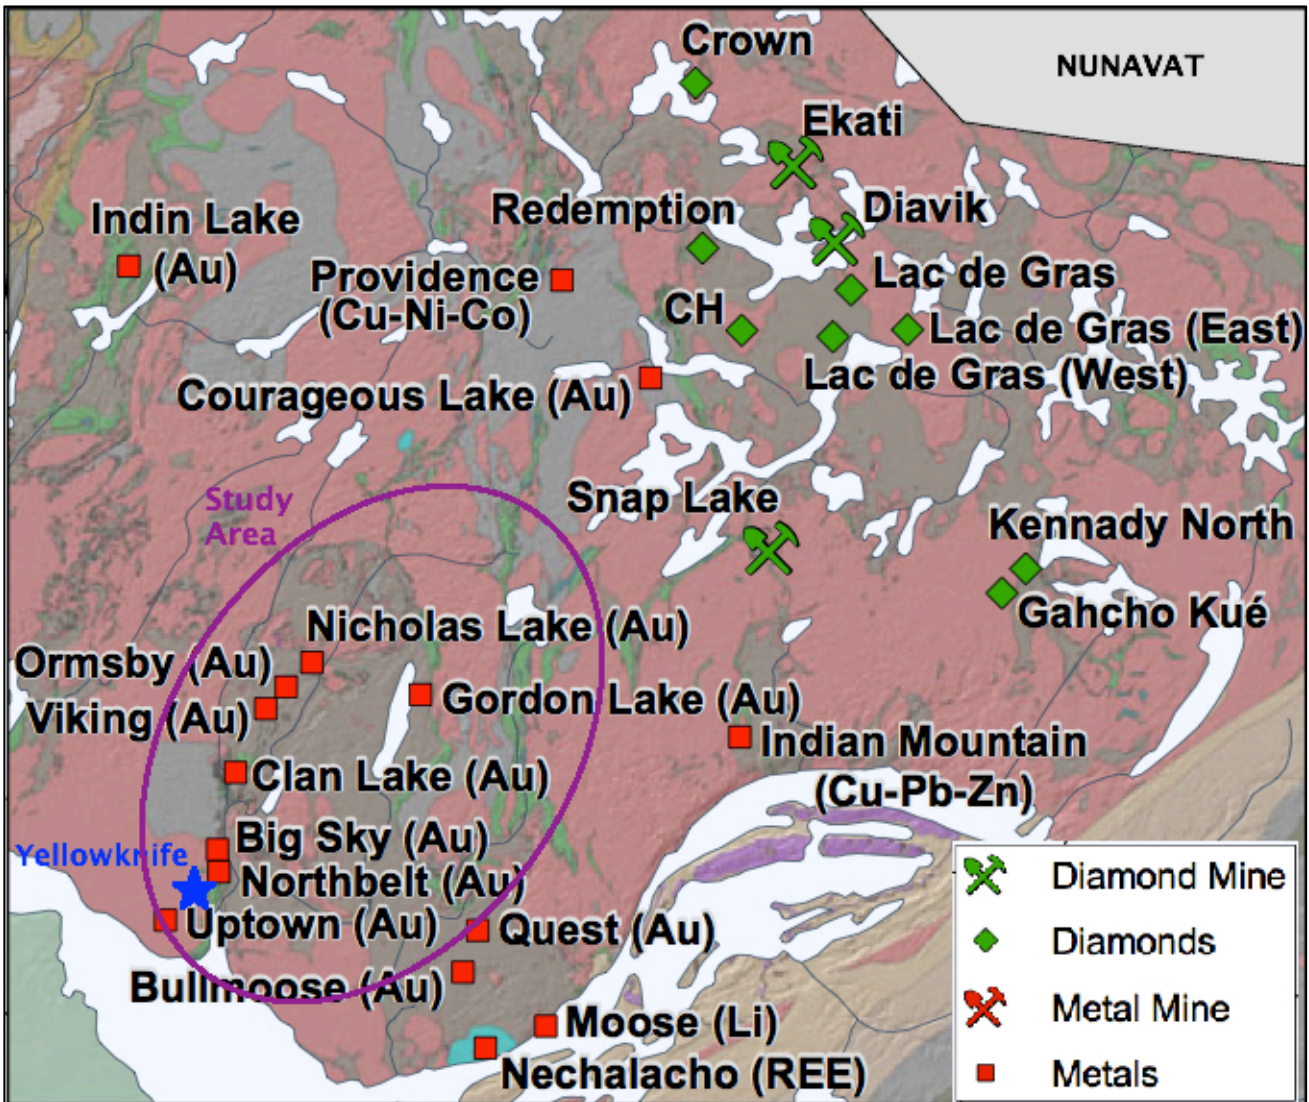 Crown
NUNAVAT
Ekati
Redemption
Diavik
Indin Lake
(Au)
Providence
(Cu-Ni-Co)
Lac de Gras
CH
Lac de Gras (East)
Lac de Gras (West)
Courageous Lake (Au)
Study
Area
Snap Lake
Kennady North
Gahcho Kué
Nicholas Lake (Au)
Ormsby (Au)
Viking (Au)
Gordon Lake (Au)
Indian Mountain
(Cu-Pb-Zn)
Clan Lake (Au)
Big Sky (Au)
Yellowknife
Northbelt (Au)
Uptown (Au)
Quest (Au)
Bullmoose (Au)
Moose (Li)
Nechalacho (REE)
Diamond Mine
Diamonds
Metal Mine
Metals